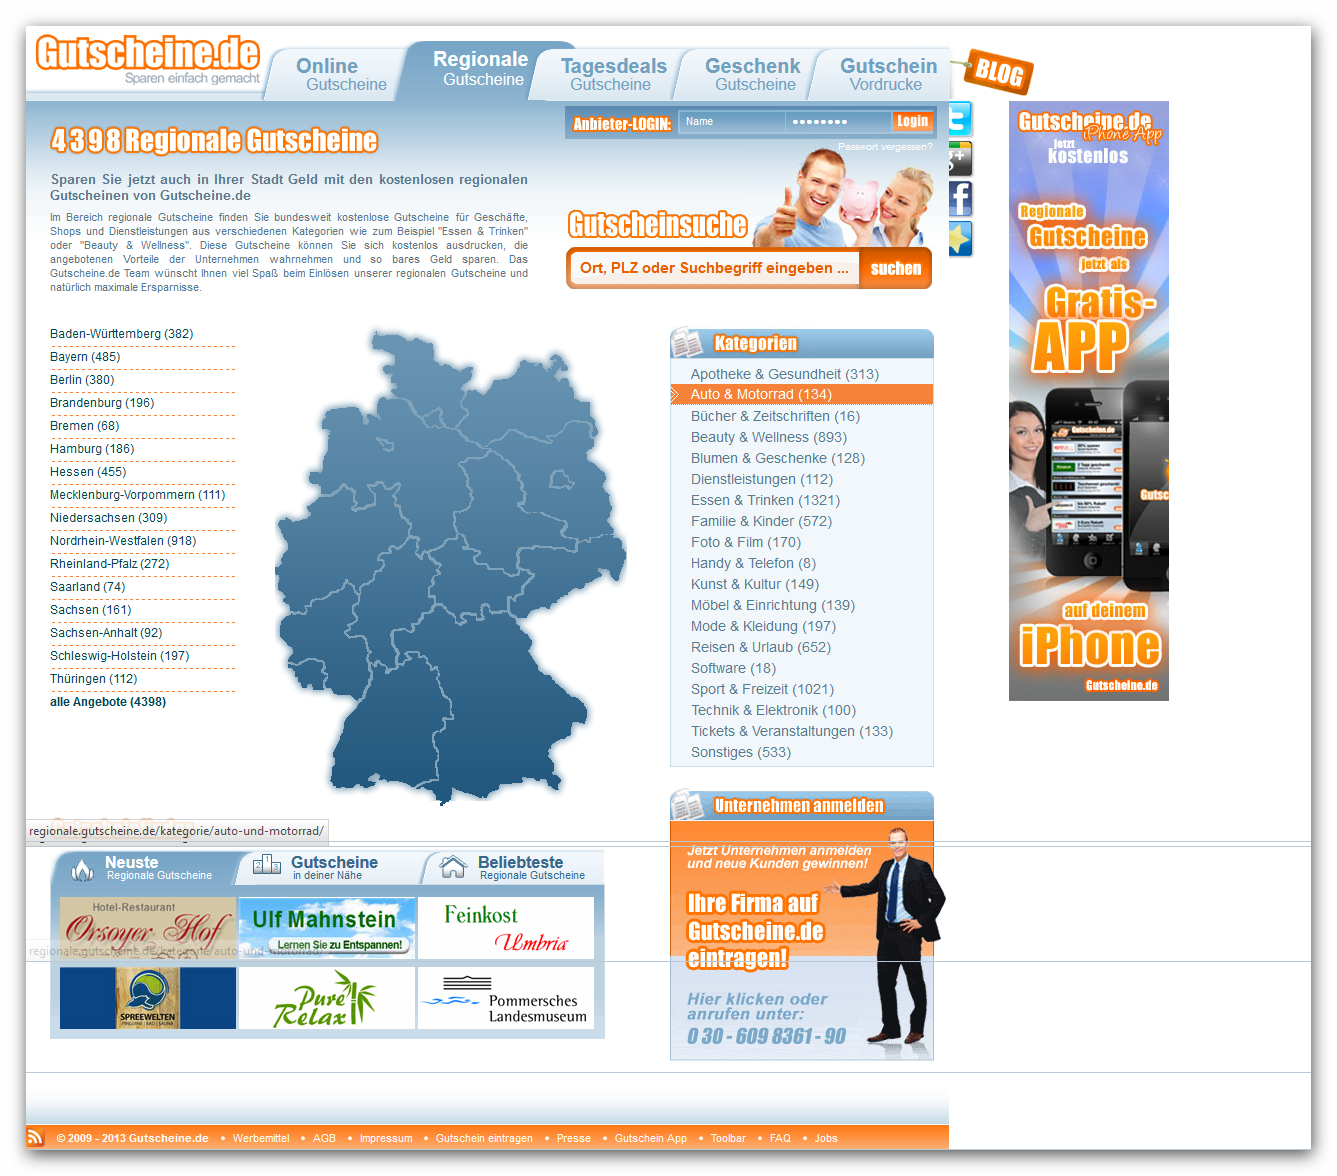 Gutscheine.de
Sparen einfach gemacht
Online
Gutscheine
Regionale
Gutscheine
Tagesdeals
Gutscheine
Geschenk
Gutscheine
Gutschein
Vordrucke
BLOG
4398 Regionale Gutscheine
Anbieter-LOGIN:
Name
••••••••
Login
Passwort vergessen?
Sparen Sie jetzt auch in Ihrer Stadt Geld mit den kostenlosen regionalen
Gutscheinen von Gutscheine.de
Im Bereich regionale Gutscheine finden Sie bundesweit kostenlose Gutscheine für Geschäfte,
Shops und Dienstleistungen aus verschiedenen Kategorien wie zum Beispiel "Essen & Trinken"
oder "Beauty & Wellness". Diese Gutscheine können Sie sich kostenlos ausdrucken, die
angebotenen Vorteile der Unternehmen wahrnehmen und so bares Geld sparen. Das
Gutscheine.de Team wünscht Ihnen viel Spaß beim Einlösen unserer regionalen Gutscheine und
natürlich maximale Ersparnisse.
Gutscheinsuche
Ort, PLZ oder Suchbegriff eingeben ...
suchen
Baden-Württemberg (382)
Bayern (485)
Berlin (380)
Brandenburg (196)
Bremen (68)
Hamburg (186)
Hessen (455)
Mecklenburg-Vorpommern (111)
Niedersachsen (309)
Nordrhein-Westfalen (918)
Rheinland-Pfalz (272)
Saarland (74)
Sachsen (161)
Sachsen-Anhalt (92)
Schleswig-Holstein (197)
Thüringen (112)
alle Angebote (4398)
Kategorien
Apotheke & Gesundheit (313)
Auto & Motorrad (134)
Bücher & Zeitschriften (16)
Beauty & Wellness (893)
Blumen & Geschenke (128)
Dienstleistungen (112)
Essen & Trinken (1321)
Familie & Kinder (572)
Foto & Film (170)
Handy & Telefon (8)
Kunst & Kultur (149)
Möbel & Einrichtung (139)
Mode & Kleidung (197)
Reisen & Urlaub (652)
Software (18)
Sport & Freizeit (1021)
Technik & Elektronik (100)
Tickets & Veranstaltungen (133)
Sonstiges (533)
Gutscheine.de
iPhone App
jetzt
kostenlos
Regionale
Gutscheine
jetzt als
Gratis-
APP
auf deinem
iPhone
Gutscheine.de
regionale.gutscheine.de/kategorie/auto-und-motorrad/
Neuste
Regionale Gutscheine
Gutscheine
in deiner Nähe
Beliebteste
Regionale Gutscheine
Hotel-Restaurant
Orsoyer Hof
regionale.gutscheine.de/kategorie/auto-und-motorrad/
Ulf Mahnstein
Lernen Sie zu Entspannen!
Feinkost
Umbria
SPREEWELTEN
PINGUINE | BAD | SAUNA
Pure
Relax
Pommersches
Landesmuseum
Unternehmen anmelden
Jetzt Unternehmen anmelden
und neue Kunden gewinnen!
Ihre Firma auf
Gutscheine.de
eintragen!
Hier klicken oder
anrufen unter:
0 30 - 609 8361 - 90
© 2009 - 2013 Gutscheine.de • Werbemittel • AGB • Impressum • Gutschein eintragen • Presse • Gutschein App • Toolbar • FAQ • Jobs